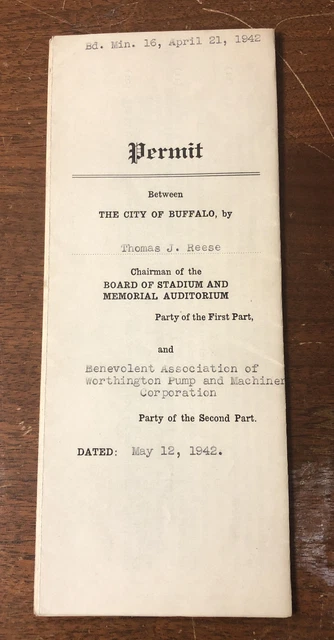 Bd. Min. 16, April 21, 1942
Permit
Between
THE CITY OF BUFFALO, by
Thomas J. Reese
Chairman of the
BOARD OF STADIUM AND
MEMORIAL AUDITORIUM
Party of the First Part,
and
Benevolent Association of
Worthington Pump and Machiner
Corporation
Party of the Second Part.
DATED: May 12, 1942.